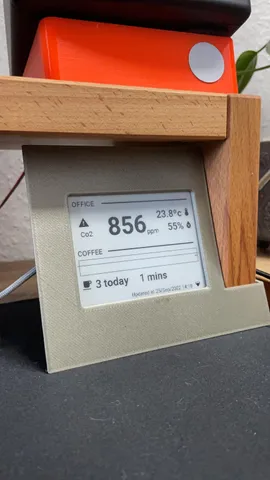 OFFICE
856 ppm
23.8°c
Co2
55%
COFFEE
3 today 1 mins